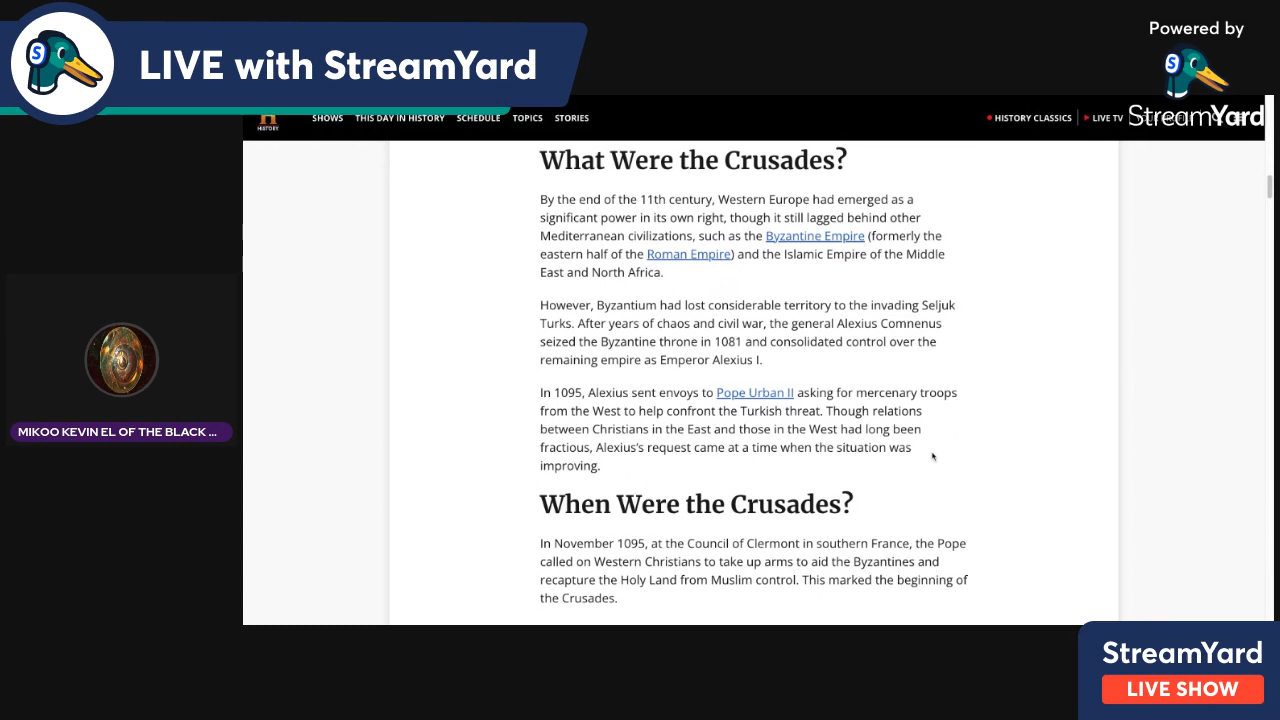 LIVE with StreamYard
Powered by
StreamYard
S
S
HISTORY
SHOWS THIS DAY IN HISTORY SCHEDULE TOPICS STORIES
HISTORY CLASSICS LIVE TV
What Were the Crusades?
By the end of the 11th century, Western Europe had emerged as a
significant power in its own right, though it still lagged behind other
Mediterranean civilizations, such as the Byzantine Empire (formerly the
eastern half of the Roman Empire) and the Islamic Empire of the Middle
East and North Africa.
However, Byzantium had lost considerable territory to the invading Seljuk
Turks. After years of chaos and civil war, the general Alexius Comnenus
seized the Byzantine throne in 1081 and consolidated control over the
remaining empire as Emperor Alexius I.
In 1095, Alexius sent envoys to Pope Urban II asking for mercenary troops
from the West to help confront the Turkish threat. Though relations
between Christians in the East and those in the West had long been
fractious, Alexius's request came at a time when the situation was
improving.
When Were the Crusades?
In November 1095, at the Council of Clermont in southern France, the Pope
called on Western Christians to take up arms to aid the Byzantines and
recapture the Holy Land from Muslim control. This marked the beginning of
the Crusades.
MIKOO KEVIN EL OF THE BLACK ...
StreamYard
LIVE SHOW